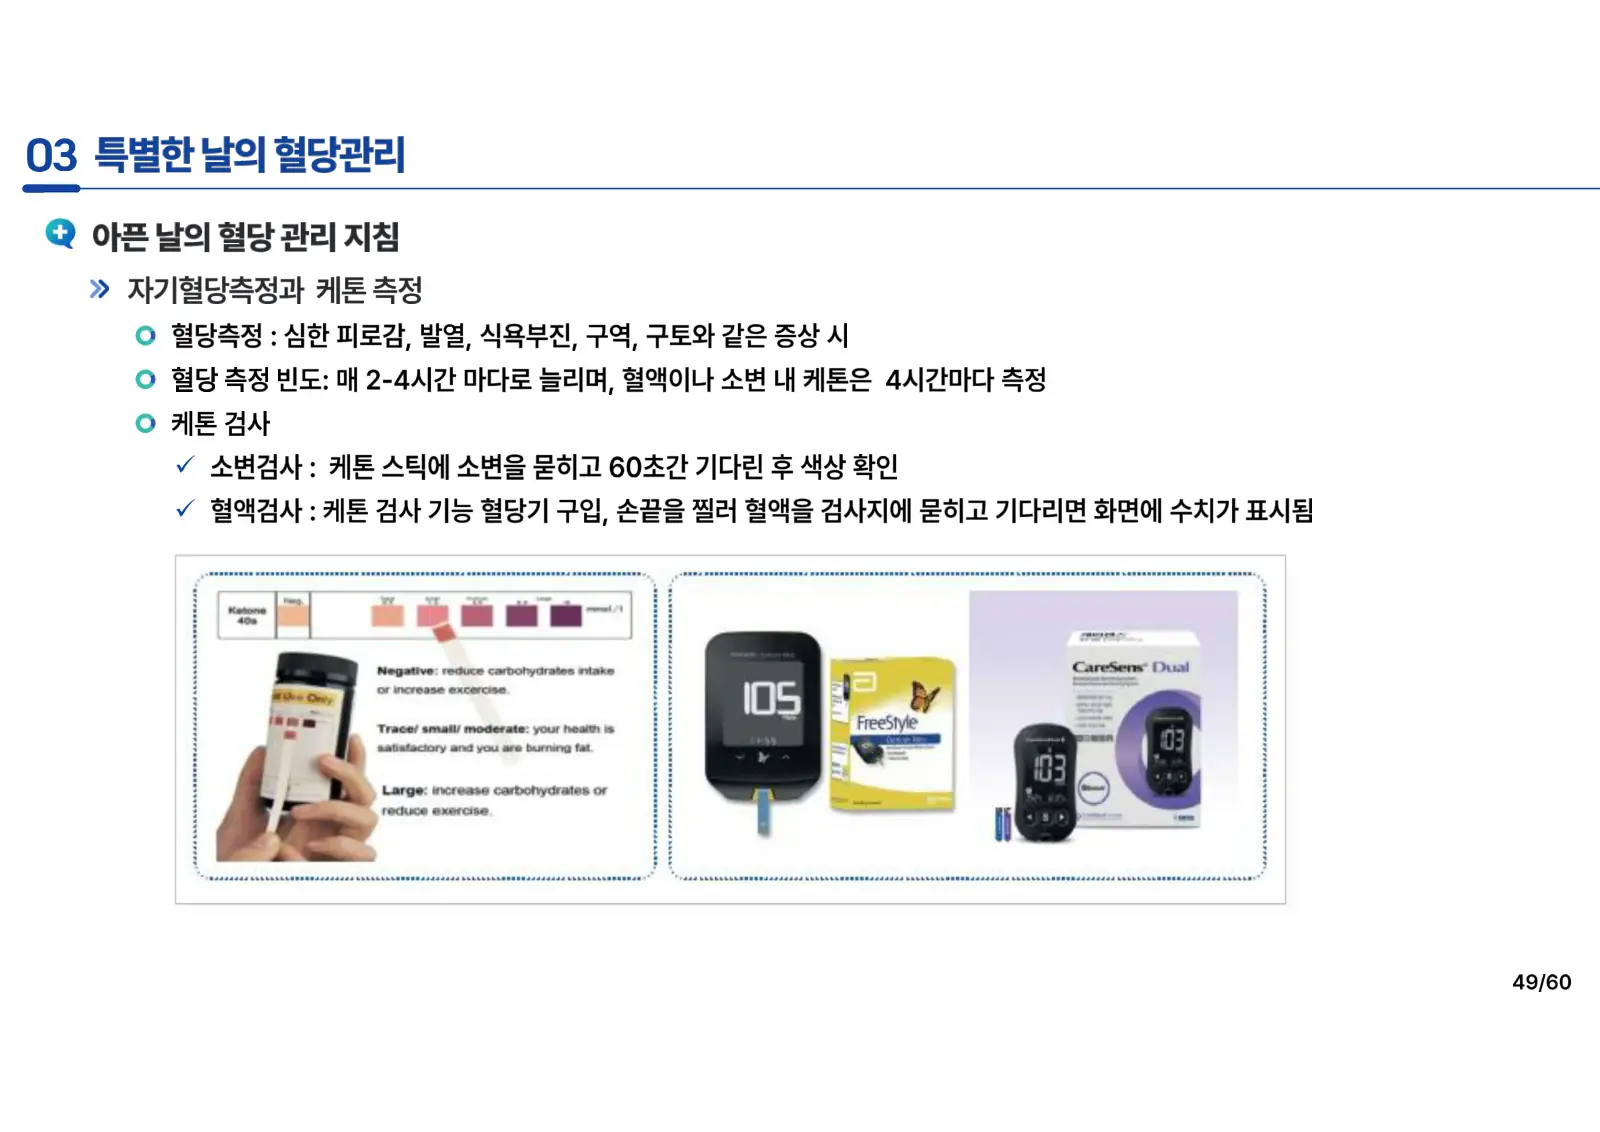 03 특별한 날의 혈당관리
아픈 날의 혈당 관리 지침
자기혈당측정과 케톤 측정
혈당측정 : 심한 피로감, 발열, 식욕부진, 구역, 구토와 같은 증상 시
혈당 측정 빈도: 매 2-4시간 마다로 늘리며, 혈액이나 소변 내 케톤은 4시간마다 측정
케톤 검사
소변검사 : 케톤 스틱에 소변을 묻히고 60초간 기다린 후 색상 확인
혈액검사 : 케톤 검사 기능 혈당기 구입, 손끝을 찔러 혈액을 검사지에 묻히고 기다리면 화면에 수치가 표시됨
Ketone
40s
Neg.
mmol/l
Use Only
Negative: reduce carbohydrates intake
or increase excercise.
Trace/ small/ moderate: your health is
satisfactory and you are burning fat.
Large: increase carbohydrates or
reduce exercise.
105
FreeStyle
케어센스
CareSens Dual
103
103
49/60